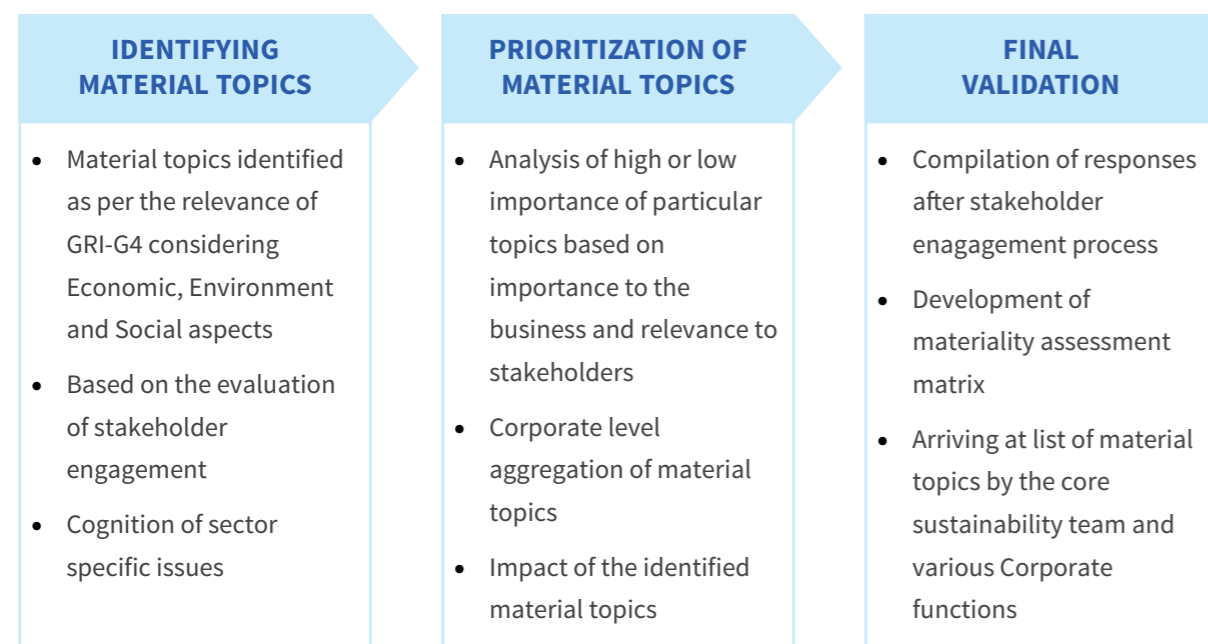 IDENTIFYING
MATERIAL TOPICS
• Material topics identified
as per the relevance of
GRI-G4 considering
Economic, Environment
and Social aspects
• Based on the evaluation
of stakeholder
engagement
• Cognition of sector
specific issues
PRIORITIZATION OF
MATERIAL TOPICS
• Analysis of high or low
importance of particular
topics based on
importance to the
business and relevance to
stakeholders
• Corporate level
aggregation of material
topics
• Impact of the identified
material topics
FINAL
VALIDATION
• Compilation of responses
after stakeholder
enagagement process
• Development of
materiality assessment
matrix
• Arriving at list of material
topics by the core
sustainability team and
various Corporate
functions